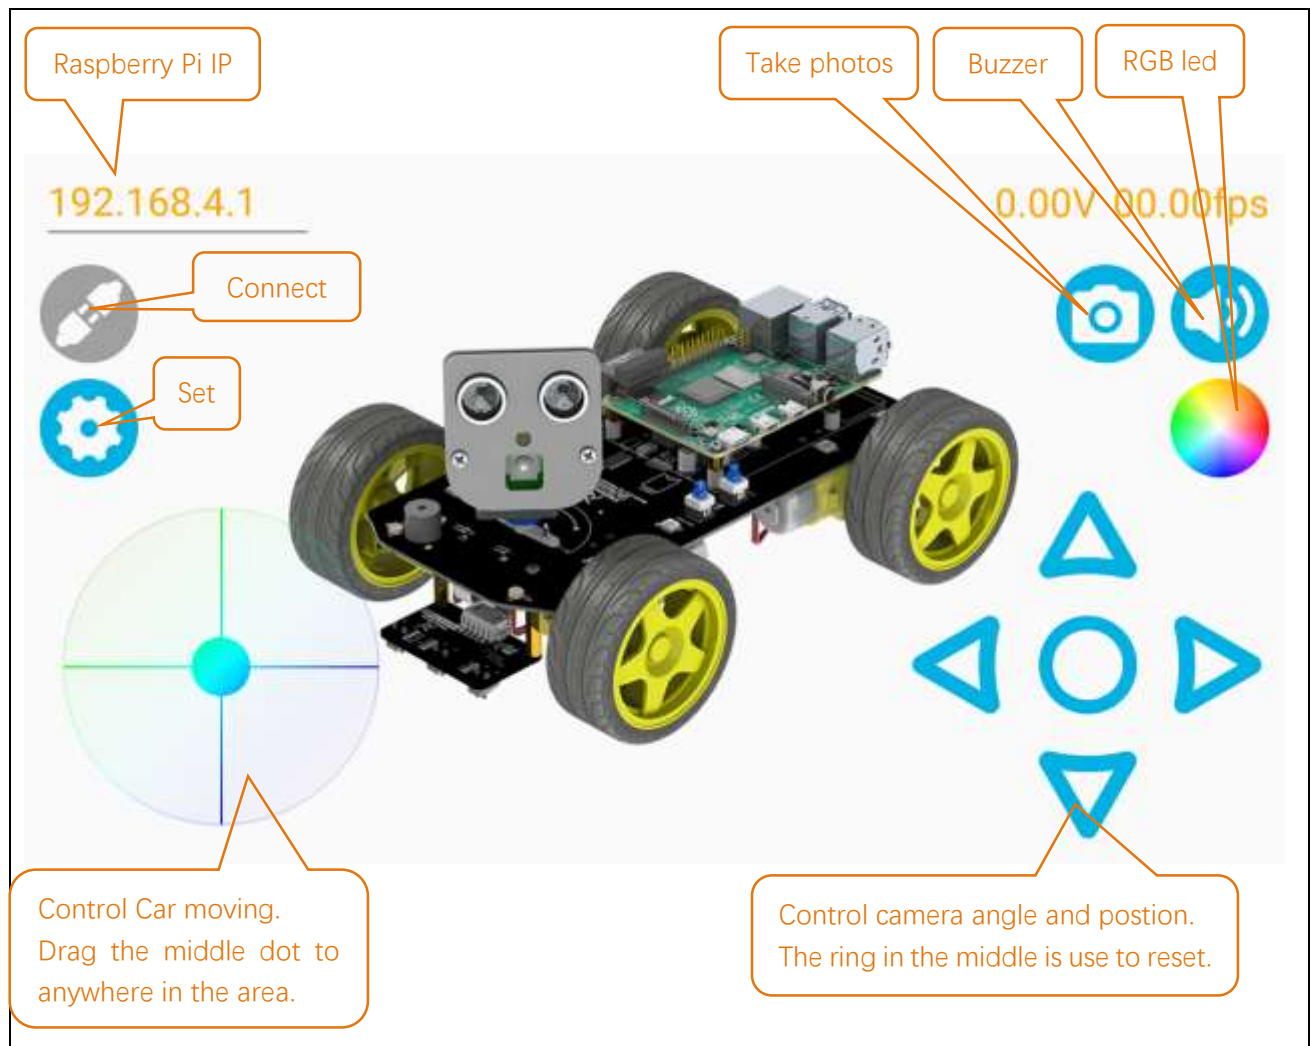 Raspberry Pi IP
Take photos
Buzzer
RGB led
192.168.4.1
0.00V 00.00fps
Connect
Set
Control Car moving.
Drag the middle dot to
anywhere in the area.
Control camera angle and postion.
The ring in the middle is use to reset.